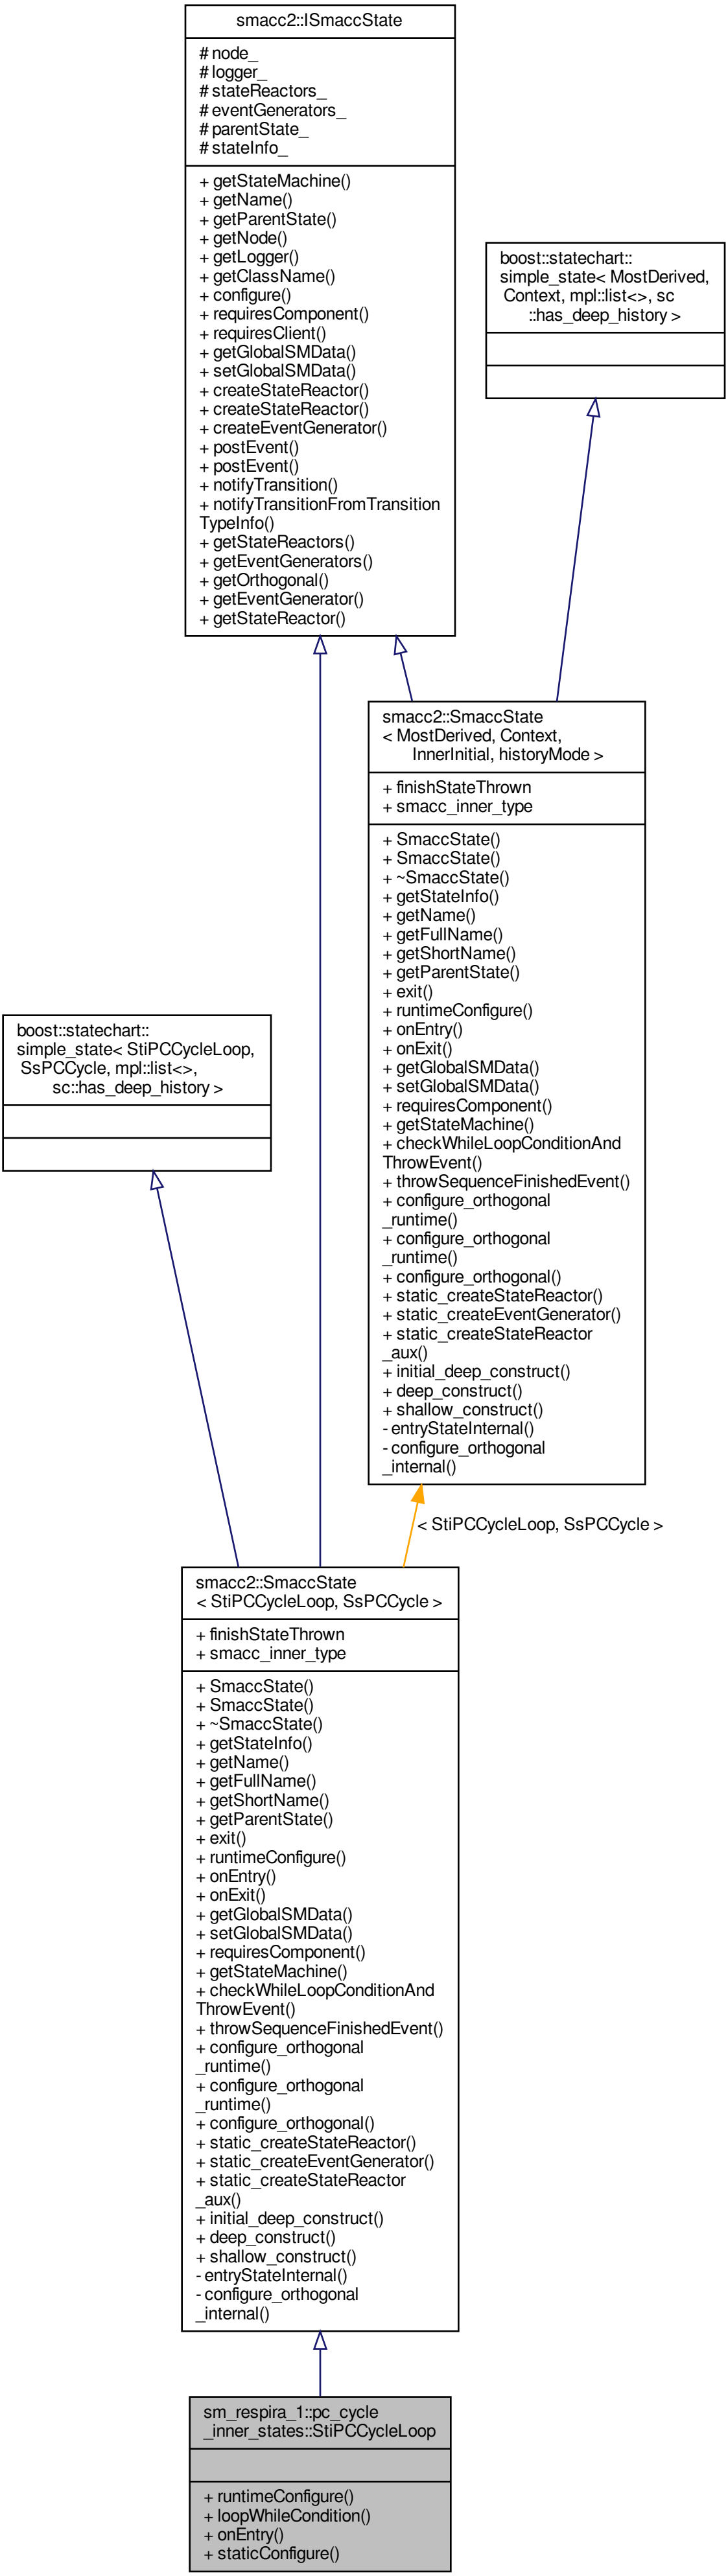 smacc2::ISmaccState
# node_
# logger_
# stateReactors_
# eventGenerators_
# parentState_
# stateInfo_
+ getStateMachine()
+ getName()
+ getParentState()
+ getNode()
+ getLogger()
+ getClassName()
+ configure()
+ requiresComponent()
+ requiresClient()
+ getGlobalSMData()
+ setGlobalSMData()
+ createStateReactor()
+ createStateReactor()
+ createEventGenerator()
+ postEvent()
+ postEvent()
+ notifyTransition()
+ notifyTransitionFromTransition
TypeInfo()
+ getStateReactors()
+ getEventGenerators()
+ getOrthogonal()
+ getEventGenerator()
+ getStateReactor()
boost::statechart::
simple_state< MostDerived,
Context, mpl::list<>, sc
::has_deep_history >
smacc2::SmaccState
< MostDerived, Context,
InnerInitial, historyMode >
+ finishStateThrown
+ smacc_inner_type
+ SmaccState()
+ SmaccState()
+ ~SmaccState()
+ getStateInfo()
+ getName()
+ getFullName()
+ getShortName()
+ getParentState()
+ exit()
+ runtimeConfigure()
+ onEntry()
+ onExit()
+ getGlobalSMData()
+ setGlobalSMData()
+ requiresComponent()
+ getStateMachine()
+ checkWhileLoopConditionAnd
ThrowEvent()
+ throwSequenceFinishedEvent()
+ configure_orthogonal
_runtime()
+ configure_orthogonal
_runtime()
+ configure_orthogonal()
+ static_createStateReactor()
+ static_createEventGenerator()
+ static_createStateReactor
_aux()
+ initial_deep_construct()
+ deep_construct()
+ shallow_construct()
- entryStateInternal()
- configure_orthogonal
_internal()
boost::statechart::
simple_state< StiPCCycleLoop,
SsPCCycle, mpl::list<>,
sc::has_deep_history >
< StiPCCycleLoop, SsPCCycle >
smacc2::SmaccState
< StiPCCycleLoop, SsPCCycle >
+ finishStateThrown
+ smacc_inner_type
+ SmaccState()
+ SmaccState()
+ ~SmaccState()
+ getStateInfo()
+ getName()
+ getFullName()
+ getShortName()
+ getParentState()
+ exit()
+ runtimeConfigure()
+ onEntry()
+ onExit()
+ getGlobalSMData()
+ setGlobalSMData()
+ requiresComponent()
+ getStateMachine()
+ checkWhileLoopConditionAnd
ThrowEvent()
+ throwSequenceFinishedEvent()
+ configure_orthogonal
_runtime()
+ configure_orthogonal
_runtime()
+ configure_orthogonal()
+ static_createStateReactor()
+ static_createEventGenerator()
+ static_createStateReactor
_aux()
+ initial_deep_construct()
+ deep_construct()
+ shallow_construct()
- entryStateInternal()
- configure_orthogonal
_internal()
sm_respira_1::pc_cycle
_inner_states::StiPCCycleLoop
+ runtimeConfigure()
+ loopWhileCondition()
+ onEntry()
+ staticConfigure()